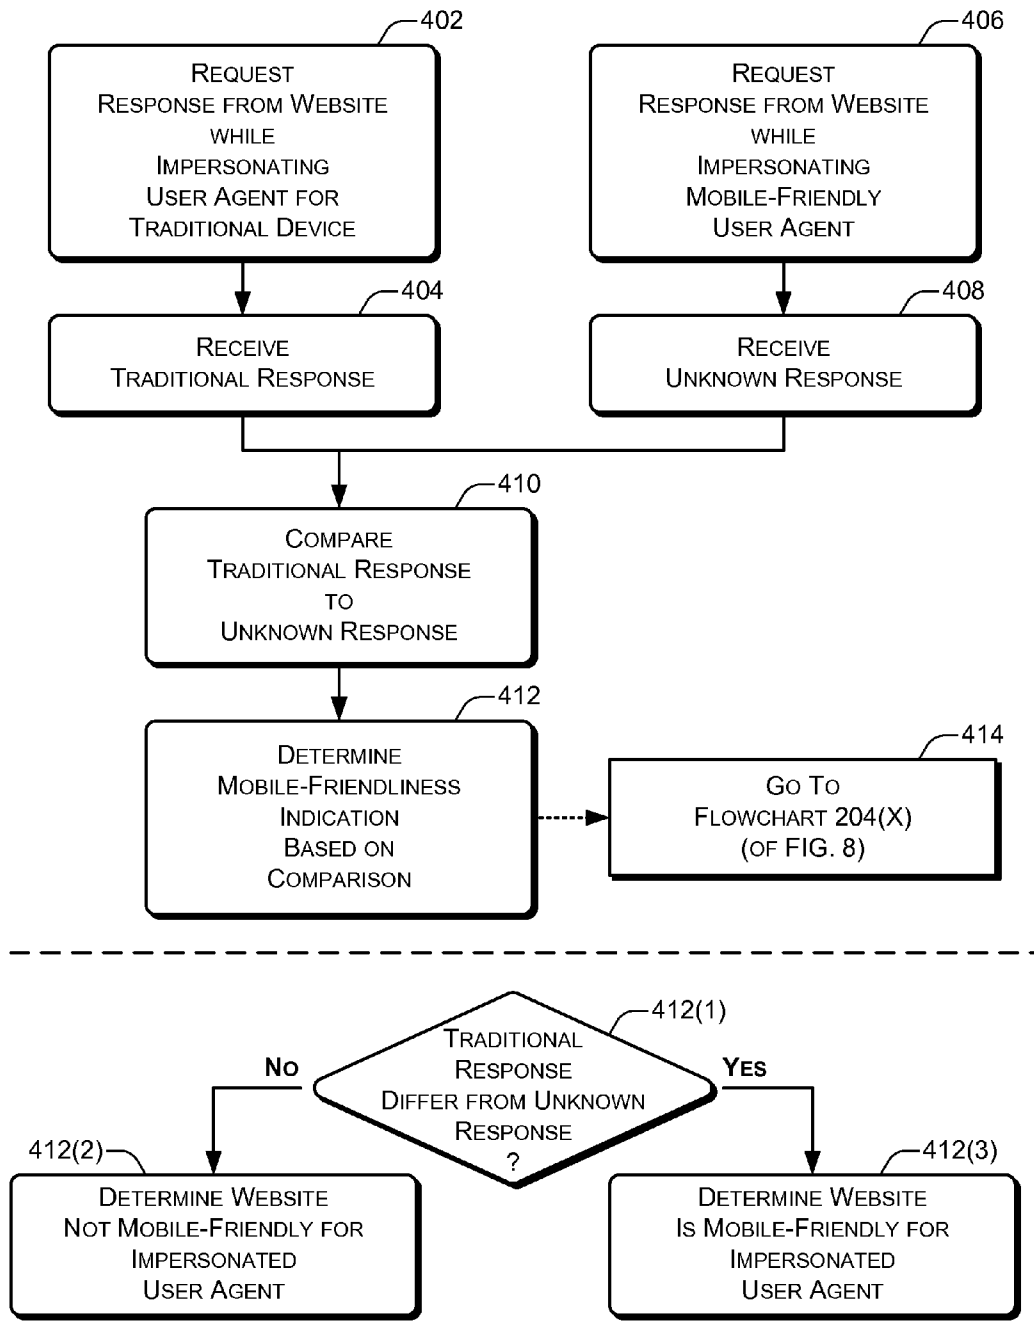 402
Request
Response from Website
while
Impersonating
User Agent for
Traditional Device
406
Request
Response from Website
while
Impersonating
Mobile-Friendly
User Agent
404
Receive
Traditional Response
408
Receive
Unknown Response
410
Compare
Traditional Response
to
Unknown Response
412
Determine
Mobile-Friendliness
Indication
Based on
Comparison
414
Go To
Flowchart 204(X)
(of FIG. 8)
412(1)
Traditional
Response
Differ from Unknown
Response
?
No
Yes
412(2)
Determine Website
Not Mobile-Friendly for
Impersonated
User Agent
412(3)
Determine Website
Is Mobile-Friendly for
Impersonated
User Agent